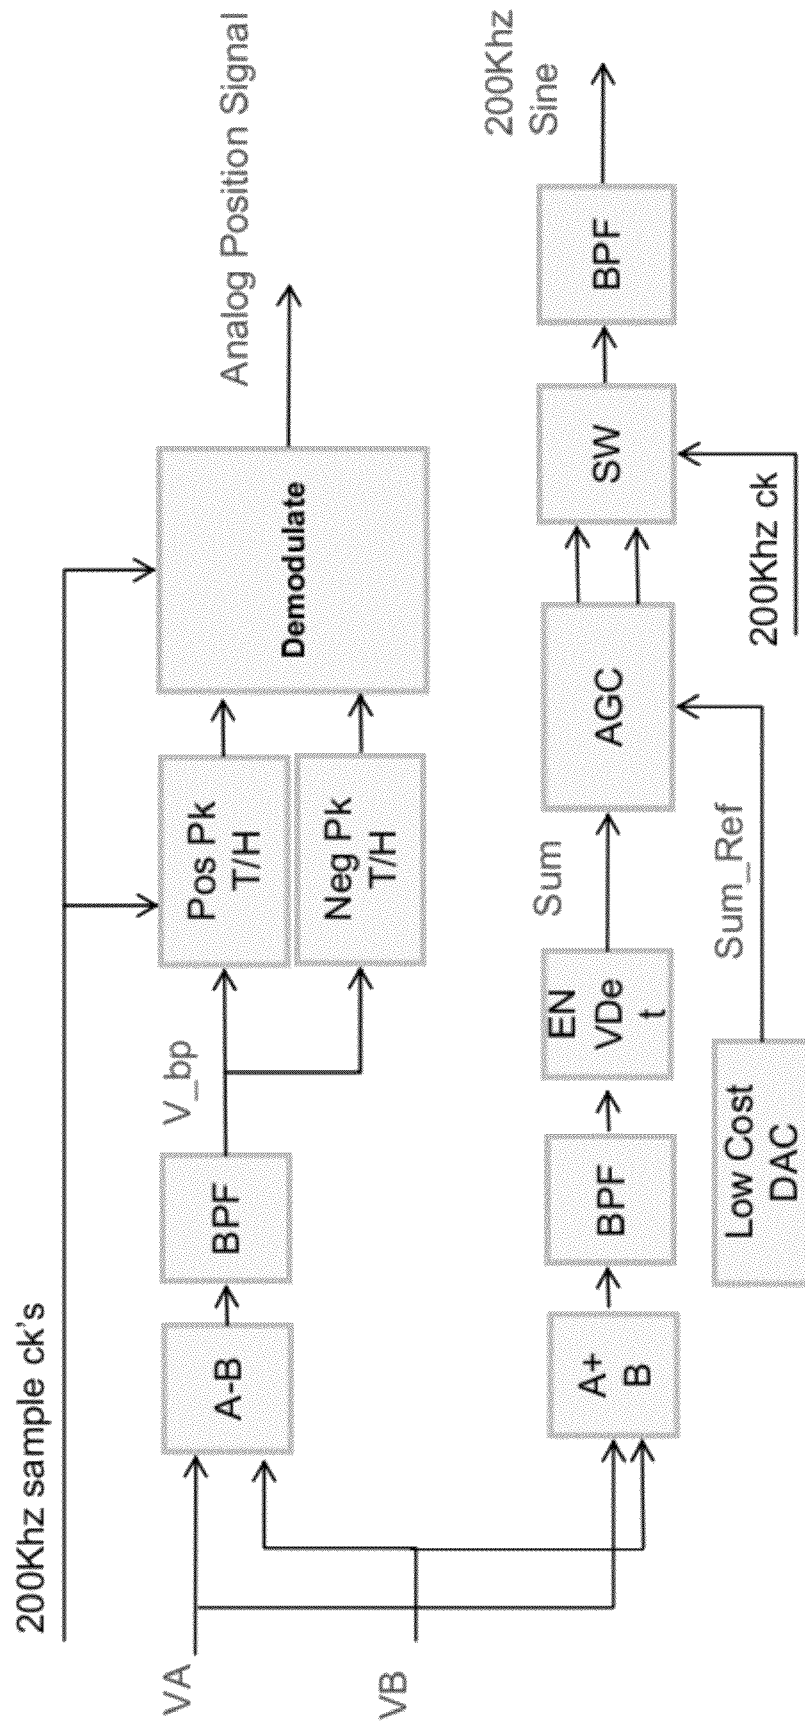 200Khz sample ck's
VA
VB
A-B
BPF
V_bp
Pos Pk
T/H
Neg Pk
T/H
Demodulate
Analog Position Signal
A+
B
BPF
EN
VDe
t
Sum
AGC
SW
BPF
200Khz
Sine
Low Cost
DAC
Sum_Ref
200Khz ck